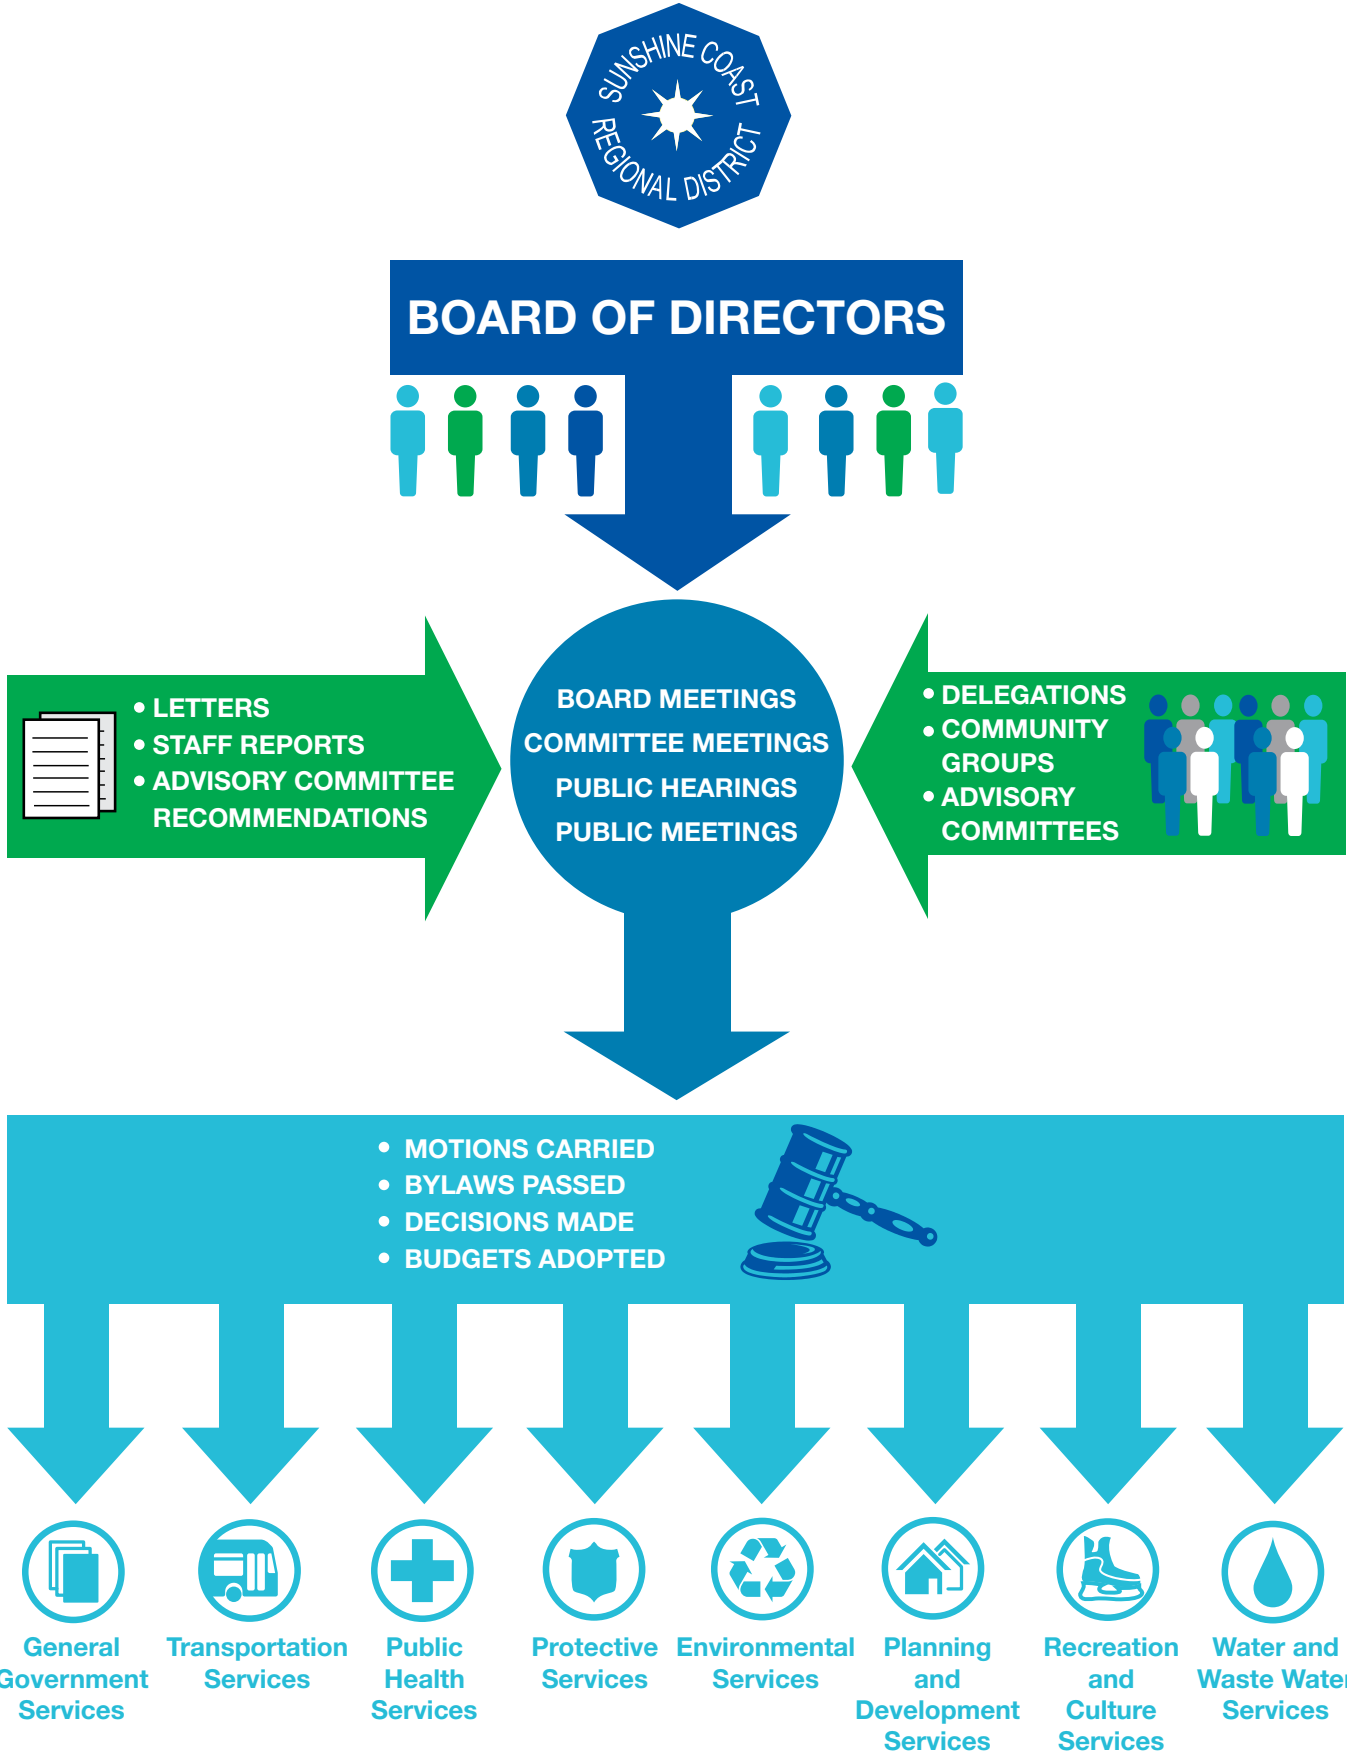 SUNSHINE COAST
REGIONAL DISTRICT
BOARD OF DIRECTORS
• LETTERS
• STAFF REPORTS
• ADVISORY COMMITTEE
RECOMMENDATIONS
BOARD MEETINGS
COMMITTEE MEETINGS
PUBLIC HEARINGS
PUBLIC MEETINGS
• DELEGATIONS
• COMMUNITY
GROUPS
• ADVISORY
COMMITTEES
• MOTIONS CARRIED
• BYLAWS PASSED
• DECISIONS MADE
• BUDGETS ADOPTED
General
Government
Services
Transportation
Services
Public
Health
Services
Protective
Services
Environmental
Services
Planning
and
Development
Services
Recreation
and
Culture
Services
Water and
Waste Water
Services